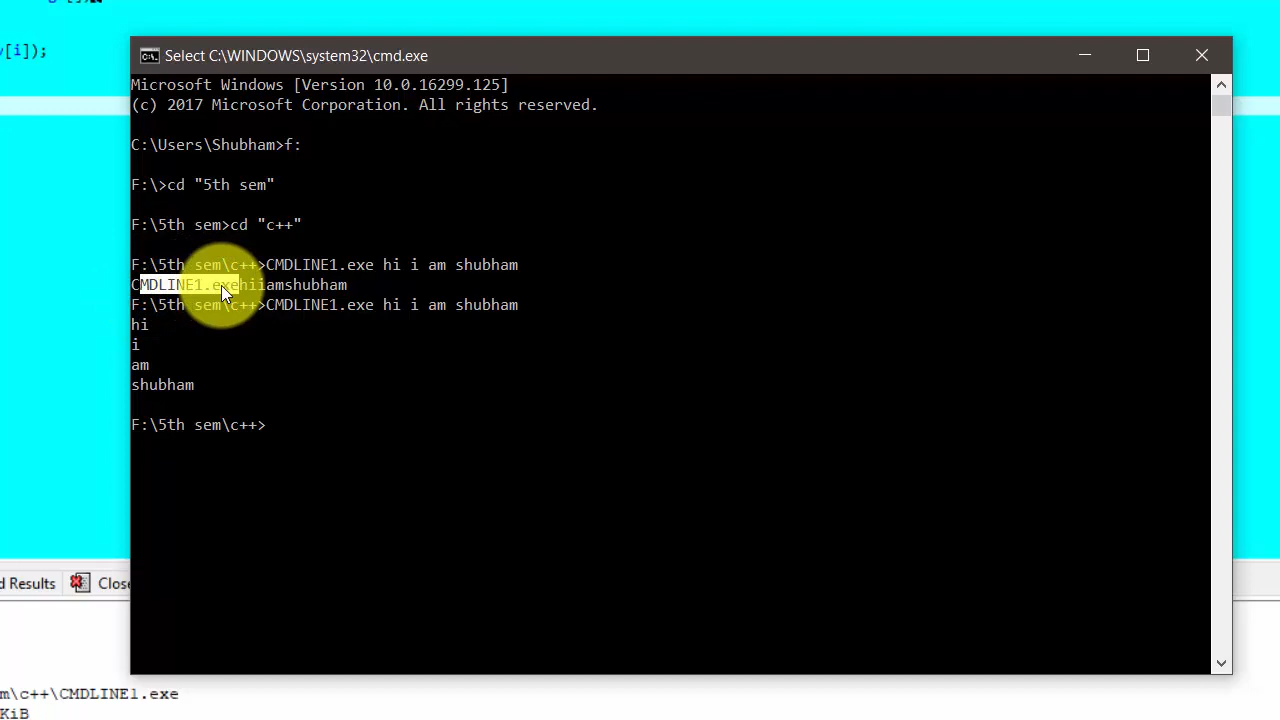 v[i]);
Select C:\WINDOWS\system32\cmd.exe
Microsoft Windows [Version 10.0.16299.125]
(c) 2017 Microsoft Corporation. All rights reserved.
C:\Users\Shubham>f:
F:\>cd "5th sem"
F:\5th sem>cd "c++"
F:\5th sem\c++>CMDLINE1.exe hi i am shubham
CMDLINE1.exehiiamshubham
F:\5th sem\c++>CMDLINE1.exe hi i am shubham
hi
i
am
shubham
F:\5th sem\c++>
d Results Close
m\c++\CMDLINE1.exe
KiB